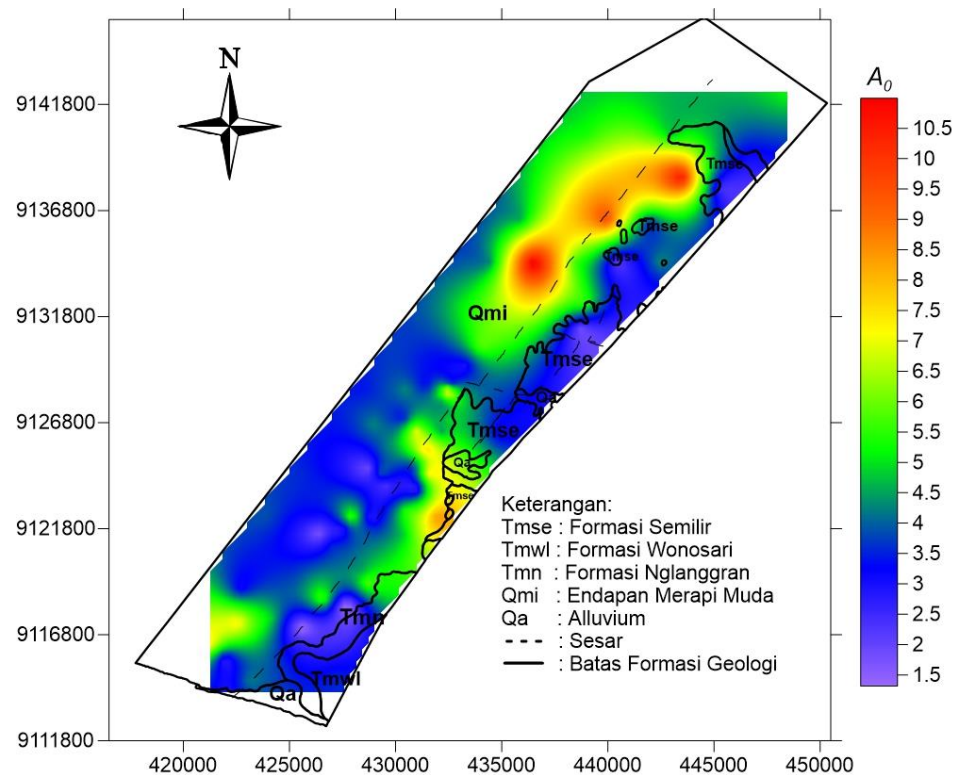 N
A0
9141800
9136800
9131800
9126800
9121800
9116800
9111800
420000
425000
430000
435000
440000
445000
450000
10.5
10
9.5
9
8.5
8
7.5
7
6.5
6
5.5
5
4.5
4
3.5
3
2.5
2
1.5
Tmse
Tmse
Tmse
Qmi
Tmse
Qa
Tmse
Qa
Tmse
Tmn
Tmwl
Qa
Keterangan:
Tmse : Formasi Semilir
Tmwl : Formasi Wonosari
Tmn : Formasi Nglanggran
Qmi : Endapan Merapi Muda
Qa : Alluvium
: Sesar
: Batas Formasi Geologi